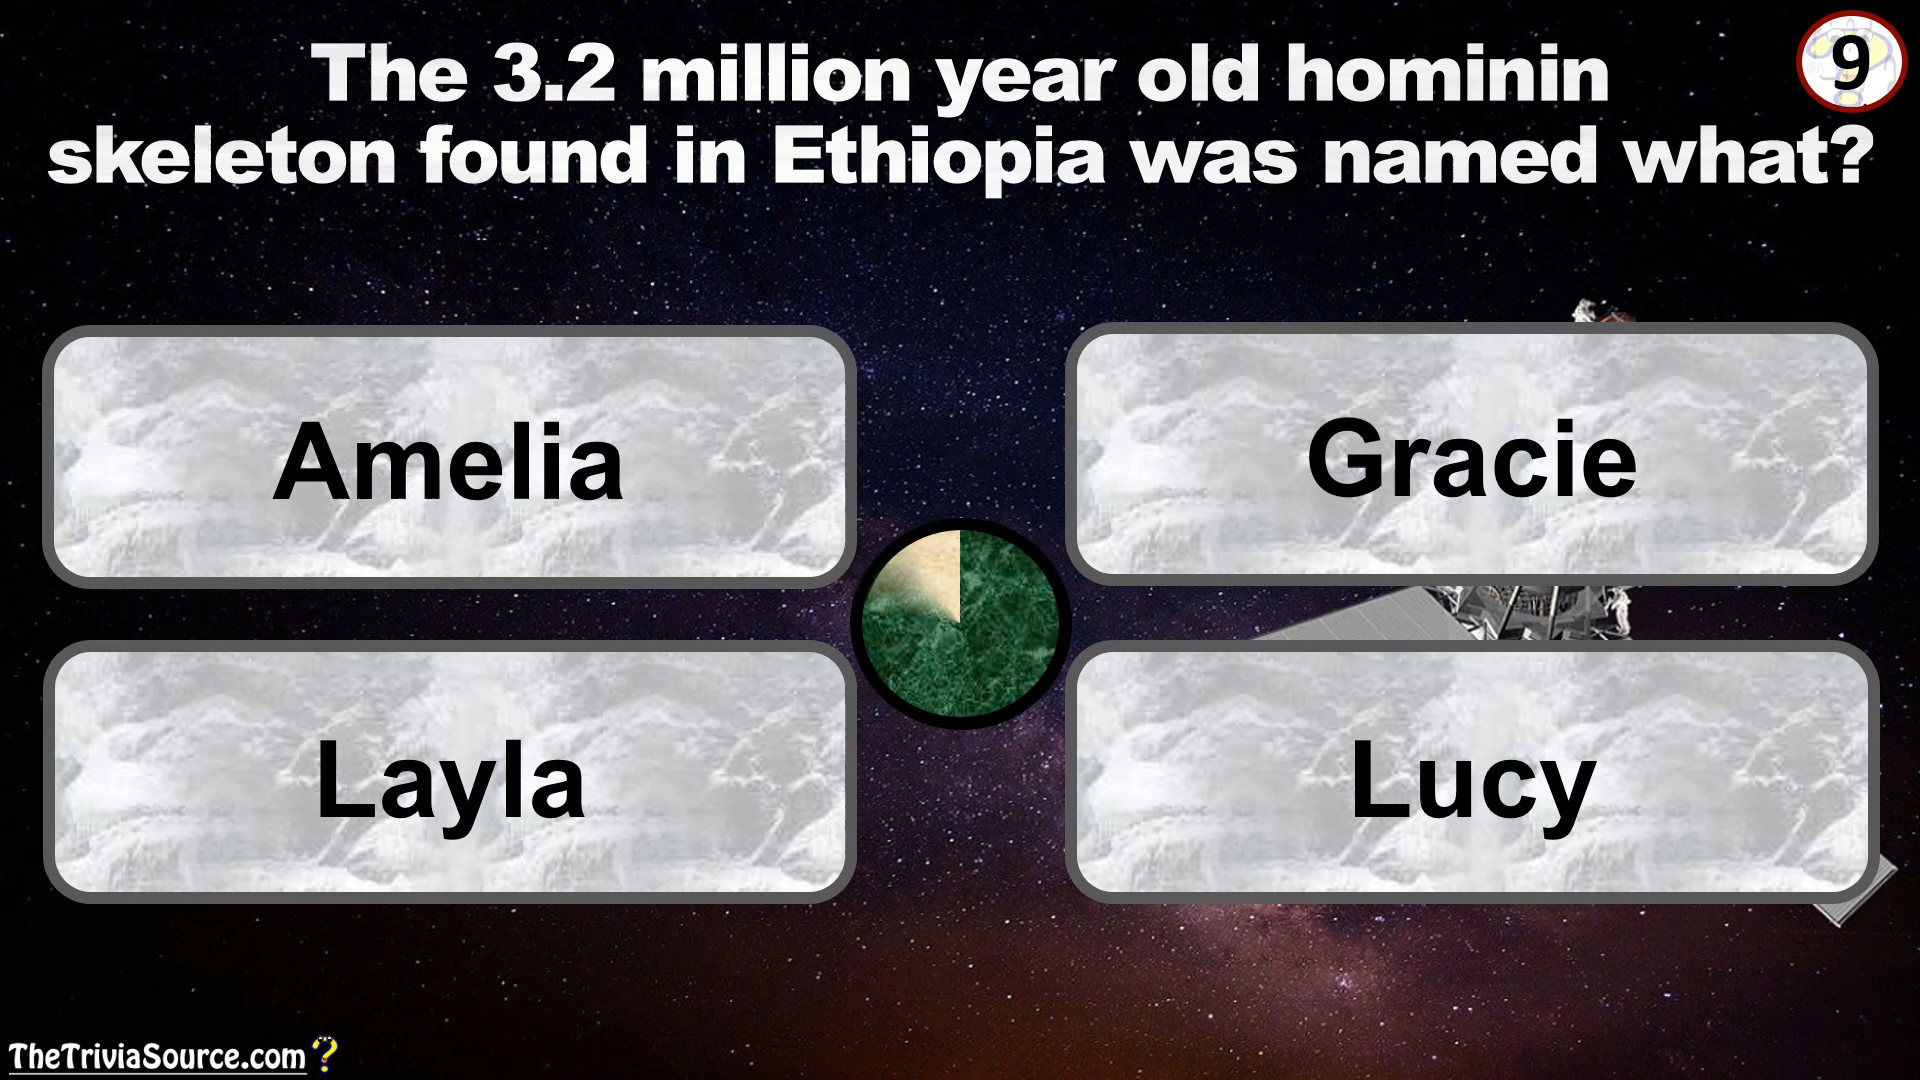 The 3.2 million year old hominin
skeleton found in Ethiopia was named what?
9
Amelia
Gracie
Layla
Lucy
TheTriviaSource.com